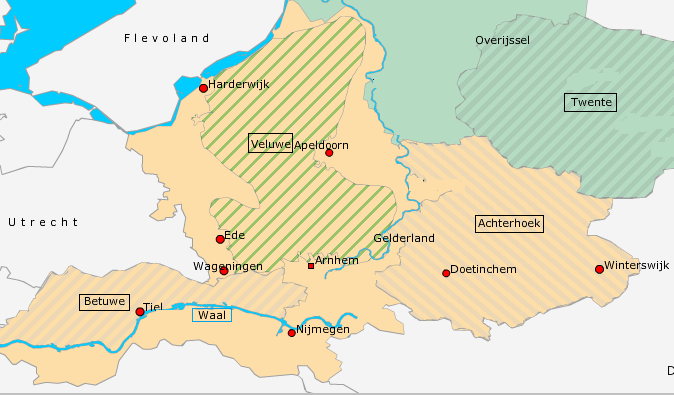 Flevoland
Overijssel
Harderwijk
Twente
Veluwe
Apeldoorn
Utrecht
Achterhoek
Ede
Gelderland
Arnhem
Wageningen
Doetinchem
Winterswijk
Betuwe
Tiel
Waal
Nijmegen
D